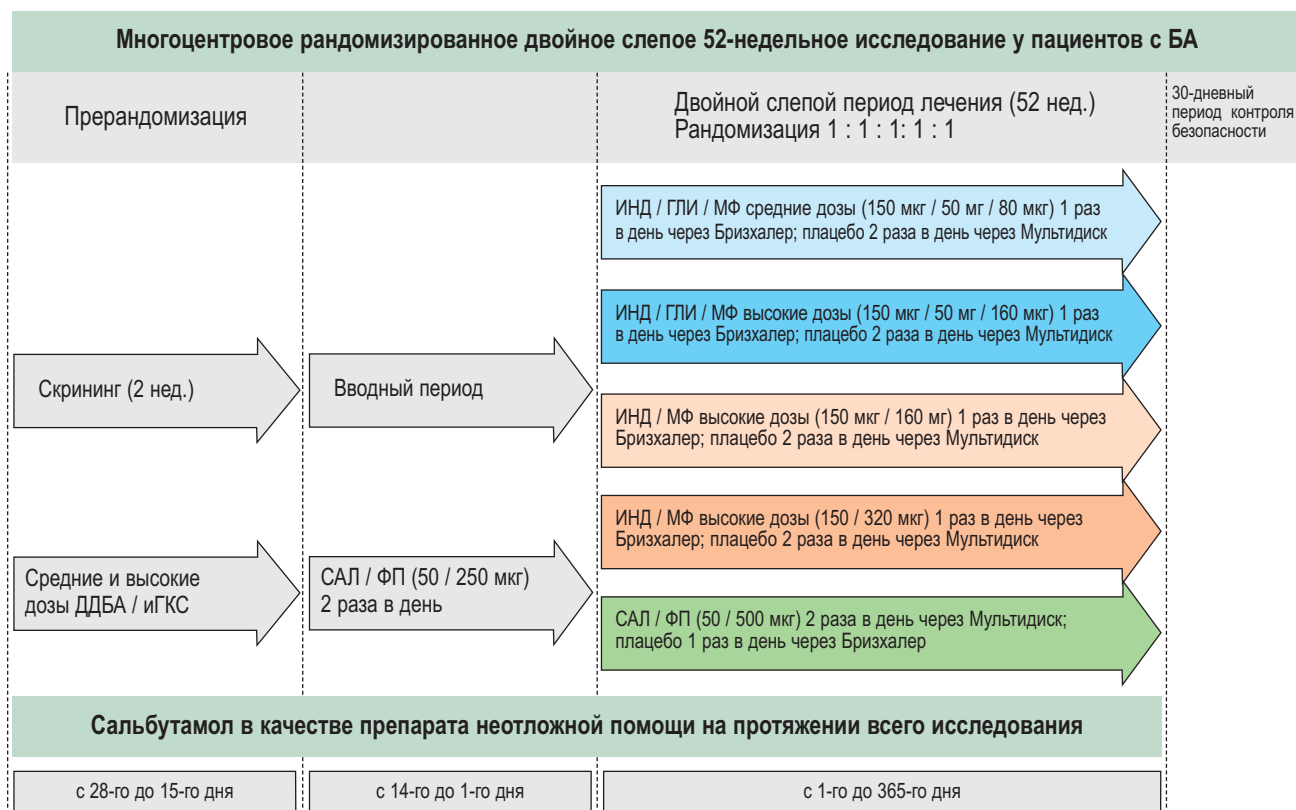 Многоцентровое рандомизированное двойное слепое 52-недельное исследование у пациентов с БА
Прерандомизация
Двойной слепой период лечения (52 нед.)
Рандомизация 1 : 1 : 1: 1 : 1
30-дневный
период контроля
безопасности
ИНД / ГЛИ / МФ средние дозы (150 мкг / 50 мг / 80 мкг) 1 раз
в день через Бризхалер; плацебо 2 раза в день через Мультидиск
ИНД / ГЛИ / МФ высокие дозы (150 мкг / 50 мг / 160 мкг) 1 раз
в день через Бризхалер; плацебо 2 раза в день через Мультидиск
Скрининг (2 нед.)
Вводный период
ИНД / МФ высокие дозы (150 мкг / 160 мг) 1 раз в день через
Бризхалер; плацебо 2 раза в день через Мультидиск
ИНД / МФ высокие дозы (150 / 320 мкг) 1 раз в день через
Бризхалер; плацебо 2 раза в день через Мультидиск
Средние и высокие
дозы ДДБА / иГКС
САЛ / ФП (50 / 250 мкг)
2 раза в день
САЛ / ФП (50 / 500 мкг) 2 раза в день через Мультидиск;
плацебо 1 раз в день через Бризхалер
Сальбутамол в качестве препарата неотложной помощи на протяжении всего исследования
с 28-го до 15-го дня
с 14-го до 1-го дня
с 1-го до 365-го дня